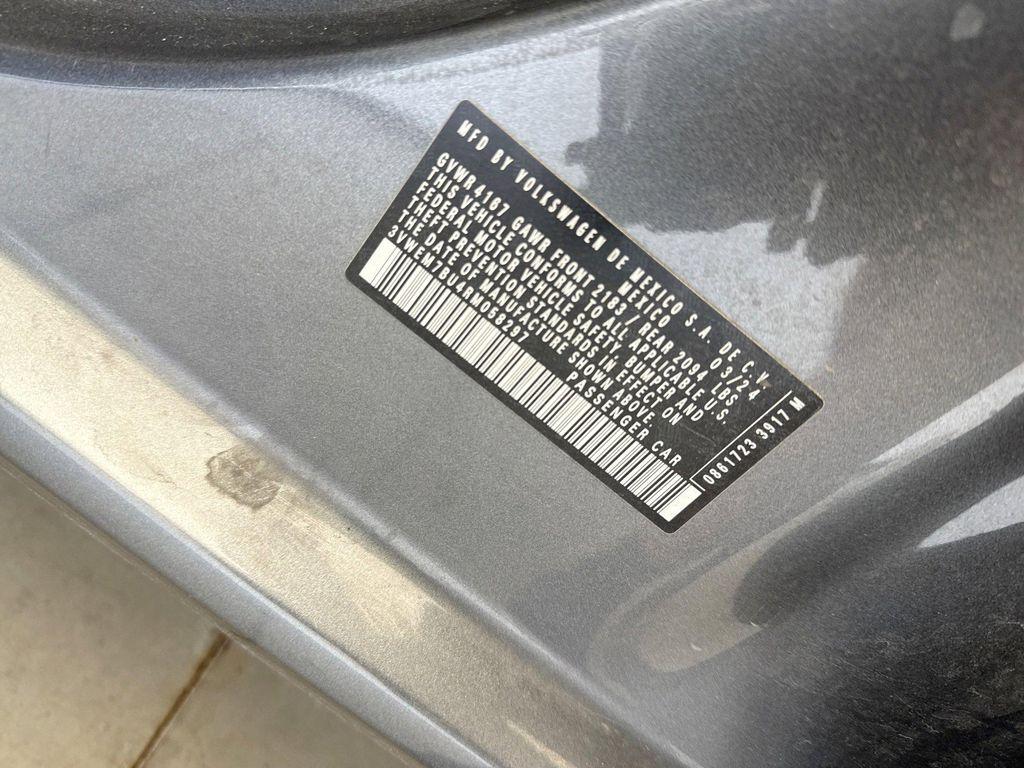 MFD BY VOLKSWAGEN DE MEXICO S.A. DE C.V.
MEXICO 03/24
GVWR 4167 GAWR FRONT 2183 / REAR 2094 LBS
THIS VEHICLE CONFORMS TO ALL APPLICABLE U.S.
FEDERAL MOTOR VEHICLE SAFETY, BUMPER AND
THEFT PREVENTION STANDARDS IN EFFECT ON
THE DATE OF MANUFACTURE SHOWN ABOVE.
3VWEM7BU4RM058297 PASSENGER CAR
0861723 3917 M